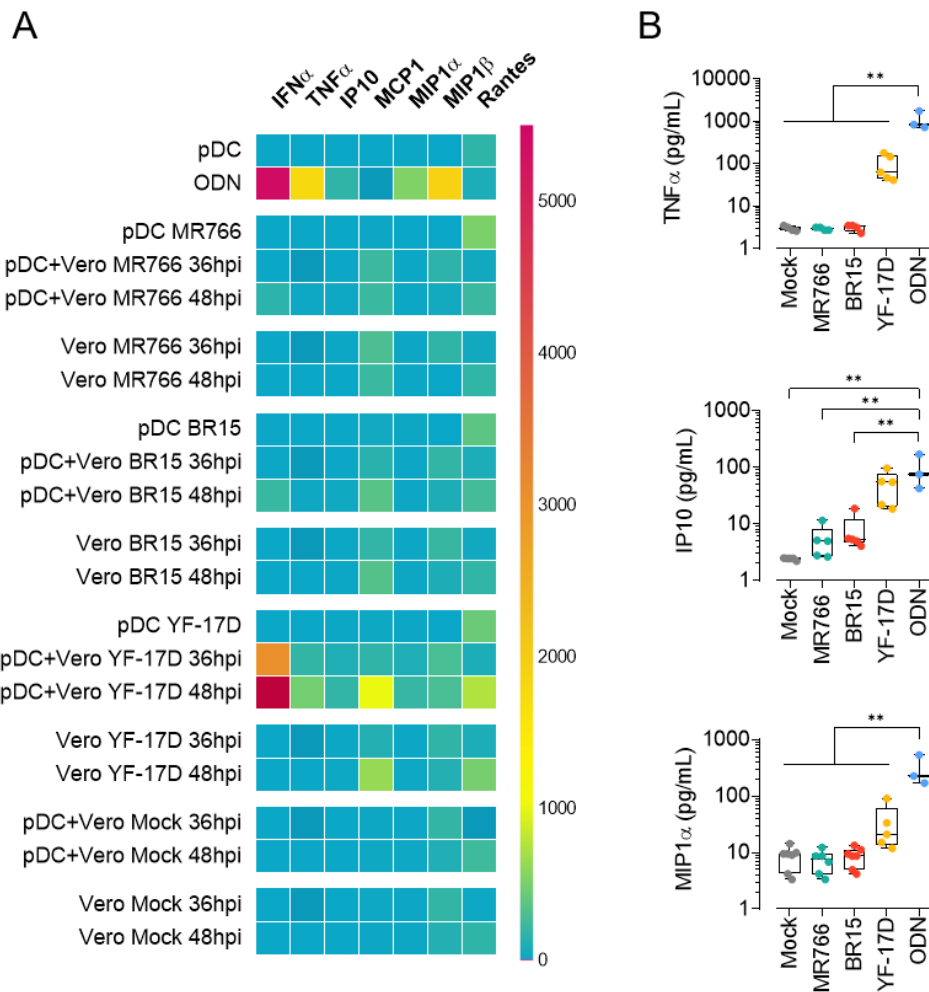 A
IFNα TNFα IP10 MCP1 MIP1α MIP1β Rantes
pDC
ODN
pDC MR766
pDC+Vero MR766 36hpi
pDC+Vero MR766 48hpi
Vero MR766 36hpi
Vero MR766 48hpi
pDC BR15
pDC+Vero BR15 36hpi
pDC+Vero BR15 48hpi
Vero BR15 36hpi
Vero BR15 48hpi
pDC YF-17D
pDC+Vero YF-17D 36hpi
pDC+Vero YF-17D 48hpi
Vero YF-17D 36hpi
Vero YF-17D 48hpi
pDC+Vero Mock 36hpi
pDC+Vero Mock 48hpi
Vero Mock 36hpi
Vero Mock 48hpi
5000
4000
3000
2000
1000
0
B
TNFα (pg/mL)
10000
1000
100
10
1
**
Mock MR766 BR15 YF-17D ODN
IP10 (pg/mL)
1000
100
10
1
**
**
**
Mock MR766 BR15 YF-17D ODN
MIP1α (pg/mL)
1000
100
10
1
**
Mock MR766 BR15 YF-17D ODN